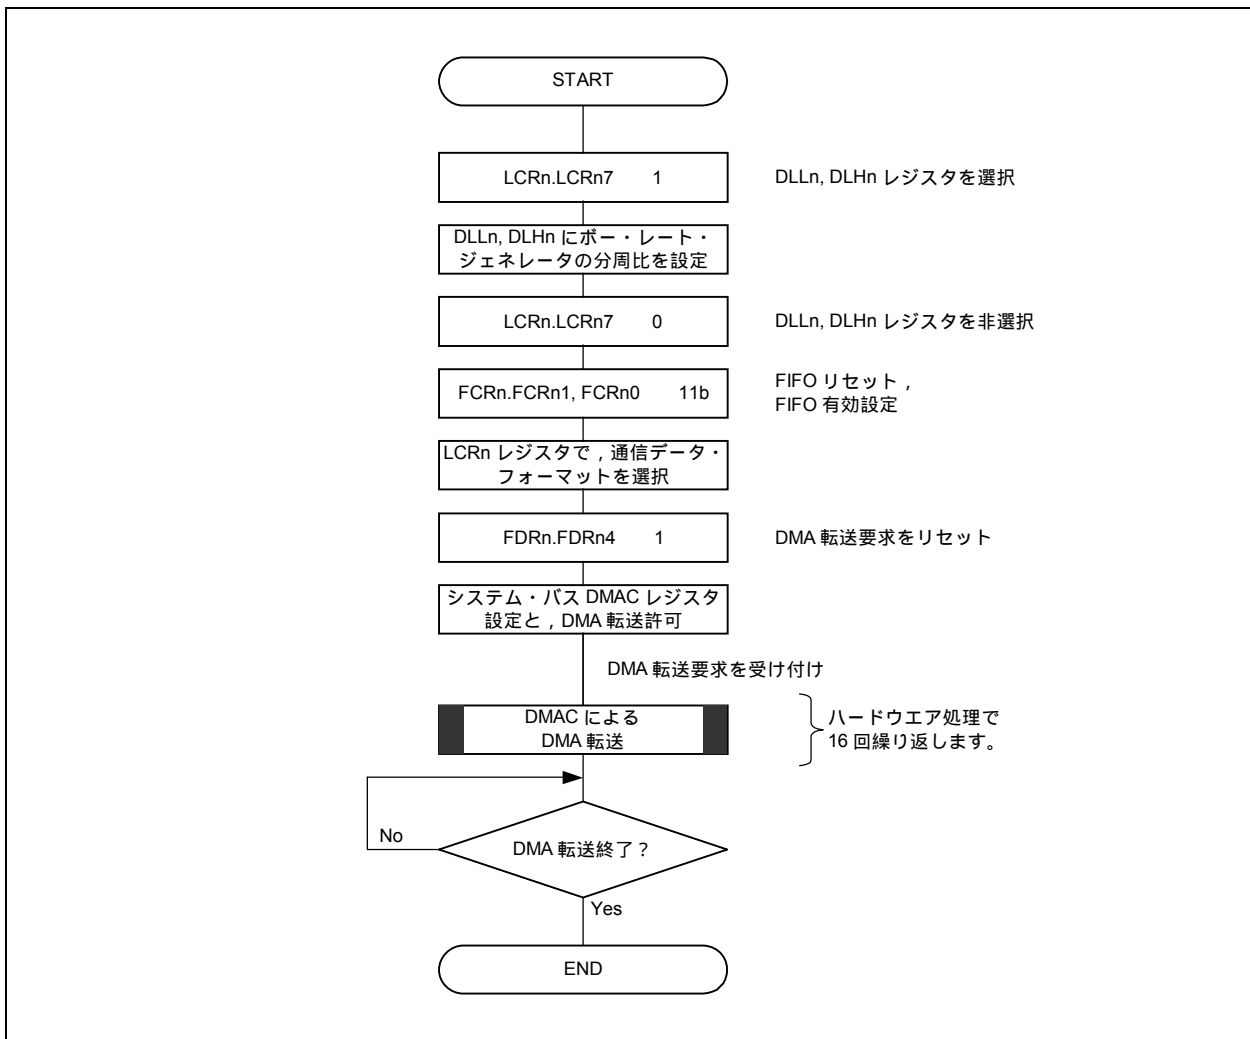 START
LCRn.LCRn7 1
DLLn, DLHn レジスタを選択
DLLn, DLHn にボー・レート・
ジェネレータの分周比を設定
LCRn.LCRn7 0
DLLn, DLHn レジスタを非選択
FCRn.FCRn1, FCRn0 11b
FIFO リセット，
FIFO 有効設定
LCRn レジスタで，通信データ・
フォーマットを選択
FDRn.FDRn4 1
DMA 転送要求をリセット
システム・バス DMAC レジスタ
設定と，DMA 転送許可
DMA 転送要求を受け付け
DMAC による
DMA 転送
ハードウエア処理で
16 回繰り返します。
No
DMA 転送終了？
Yes
END